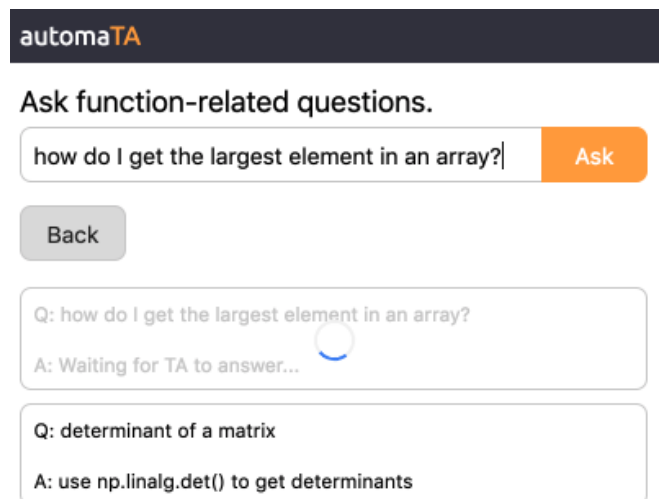 automaTA
Ask function-related questions.
how do I get the largest element in an array?
Ask
Back
Q: how do I get the largest element in an array?
A: Waiting for TA to answer...
Q: determinant of a matrix
A: use np.linalg.det() to get determinants